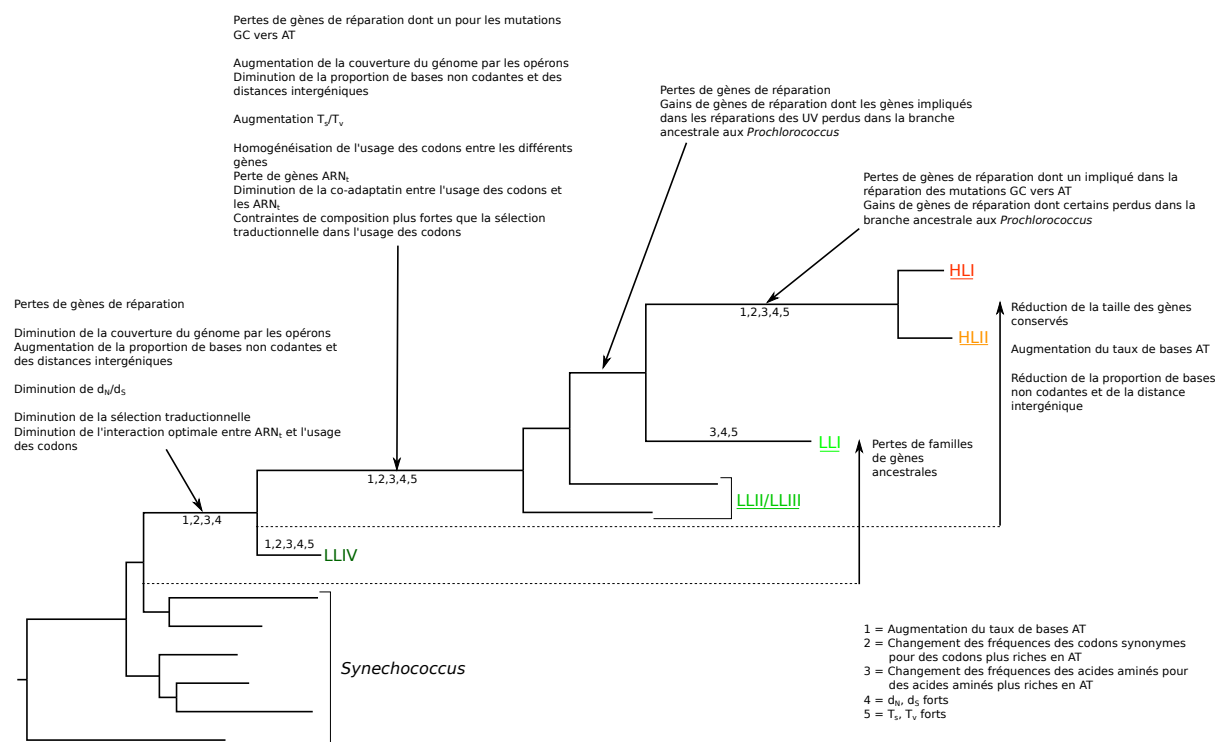 Pertes de gènes de réparation dont un pour les mutations
GC vers AT
Augmentation de la couverture du génome par les opérons
Diminution de la proportion de bases non codantes et des
distances intergéniques
Augmentation Ts/Tv
Homogénéisation de l'usage des codons entre les différents
gènes
Perte de gènes ARNt
Diminution de la co-adaptatin entre l'usage des codons et
les ARNt
Contraintes de composition plus fortes que la sélection
traductionnelle dans l'usage des codons
Pertes de gènes de réparation
Gains de gènes de réparation dont les gènes impliqués
dans les réparations des UV perdus dans la branche
ancestrale aux Prochlorococcus
Pertes de gènes de réparation dont un impliqué dans la
réparation des mutations GC vers AT
Gains de gènes de réparation dont certains perdus dans la
branche ancestrale aux Prochlorococcus
Pertes de gènes de réparation
Diminution de la couverture du génome par les opérons
Augmentation de la proportion de bases non codantes et
des distances intergéniques
Diminution de dN/dS
Diminution de la sélection traductionnelle
Diminution de l'interaction optimale entre ARNt et l'usage
des codons
HLI
1,2,3,4,5
HLII
Réduction de la taille des gènes
conservés
Augmentation du taux de bases AT
Réduction de la proportion de bases
non codantes et de la distance
intergénique
3,4,5
LLI
Pertes de familles
de gènes
ancestrales
1,2,3,4,5
LLII/LLIII
1,2,3,4
1,2,3,4,5
LLIV
Synechococcus
1 = Augmentation du taux de bases AT
2 = Changement des fréquences des codons synonymes
pour des codons plus riches en AT
3 = Changement des fréquences des acides aminés pour
des acides aminés plus riches en AT
4 = dN, dS forts
5 = Ts, Tv forts